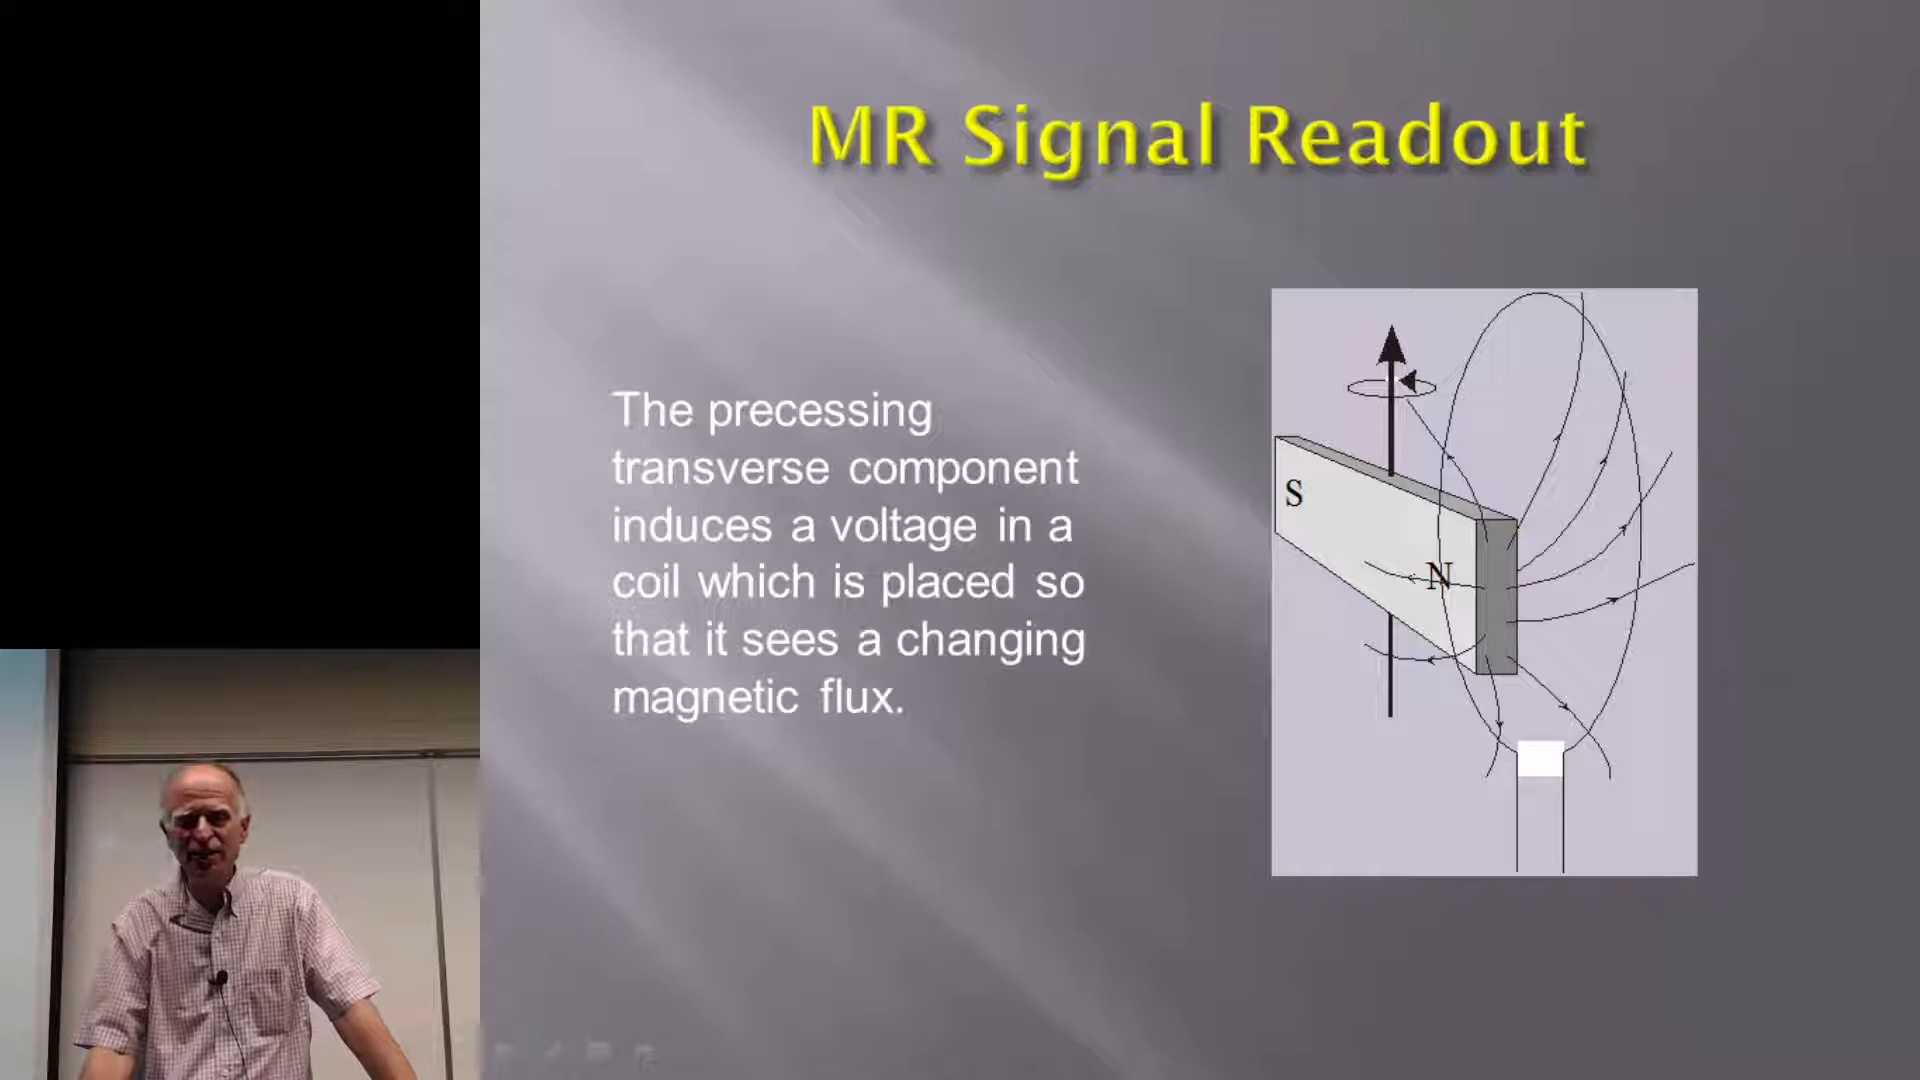 MR Signal Readout
The precessing
transverse component
induces a voltage in a
coil which is placed so
that it sees a changing
magnetic flux.
S
N